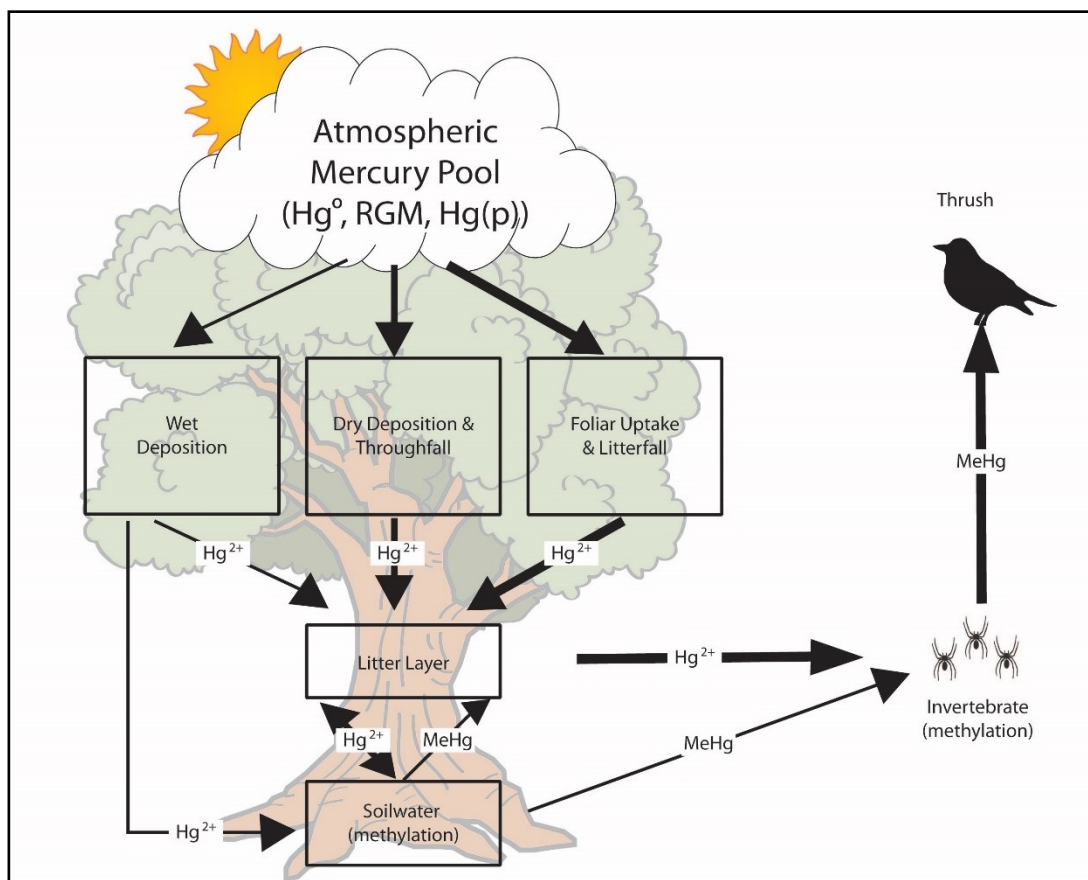 Atmospheric
Mercury Pool
(Hg⁰, RGM, Hg(p))
Thrush
Wet
Deposition
Dry Deposition &
Throughfall
Foliar Uptake
& Litterfall
MeHg
Hg²⁺
Hg²⁺
Hg²⁺
Litter Layer
Hg²⁺
Invertebrate
(methylation)
Hg²⁺
MeHg
MeHg
Soilwater
(methylation)
Hg²⁺